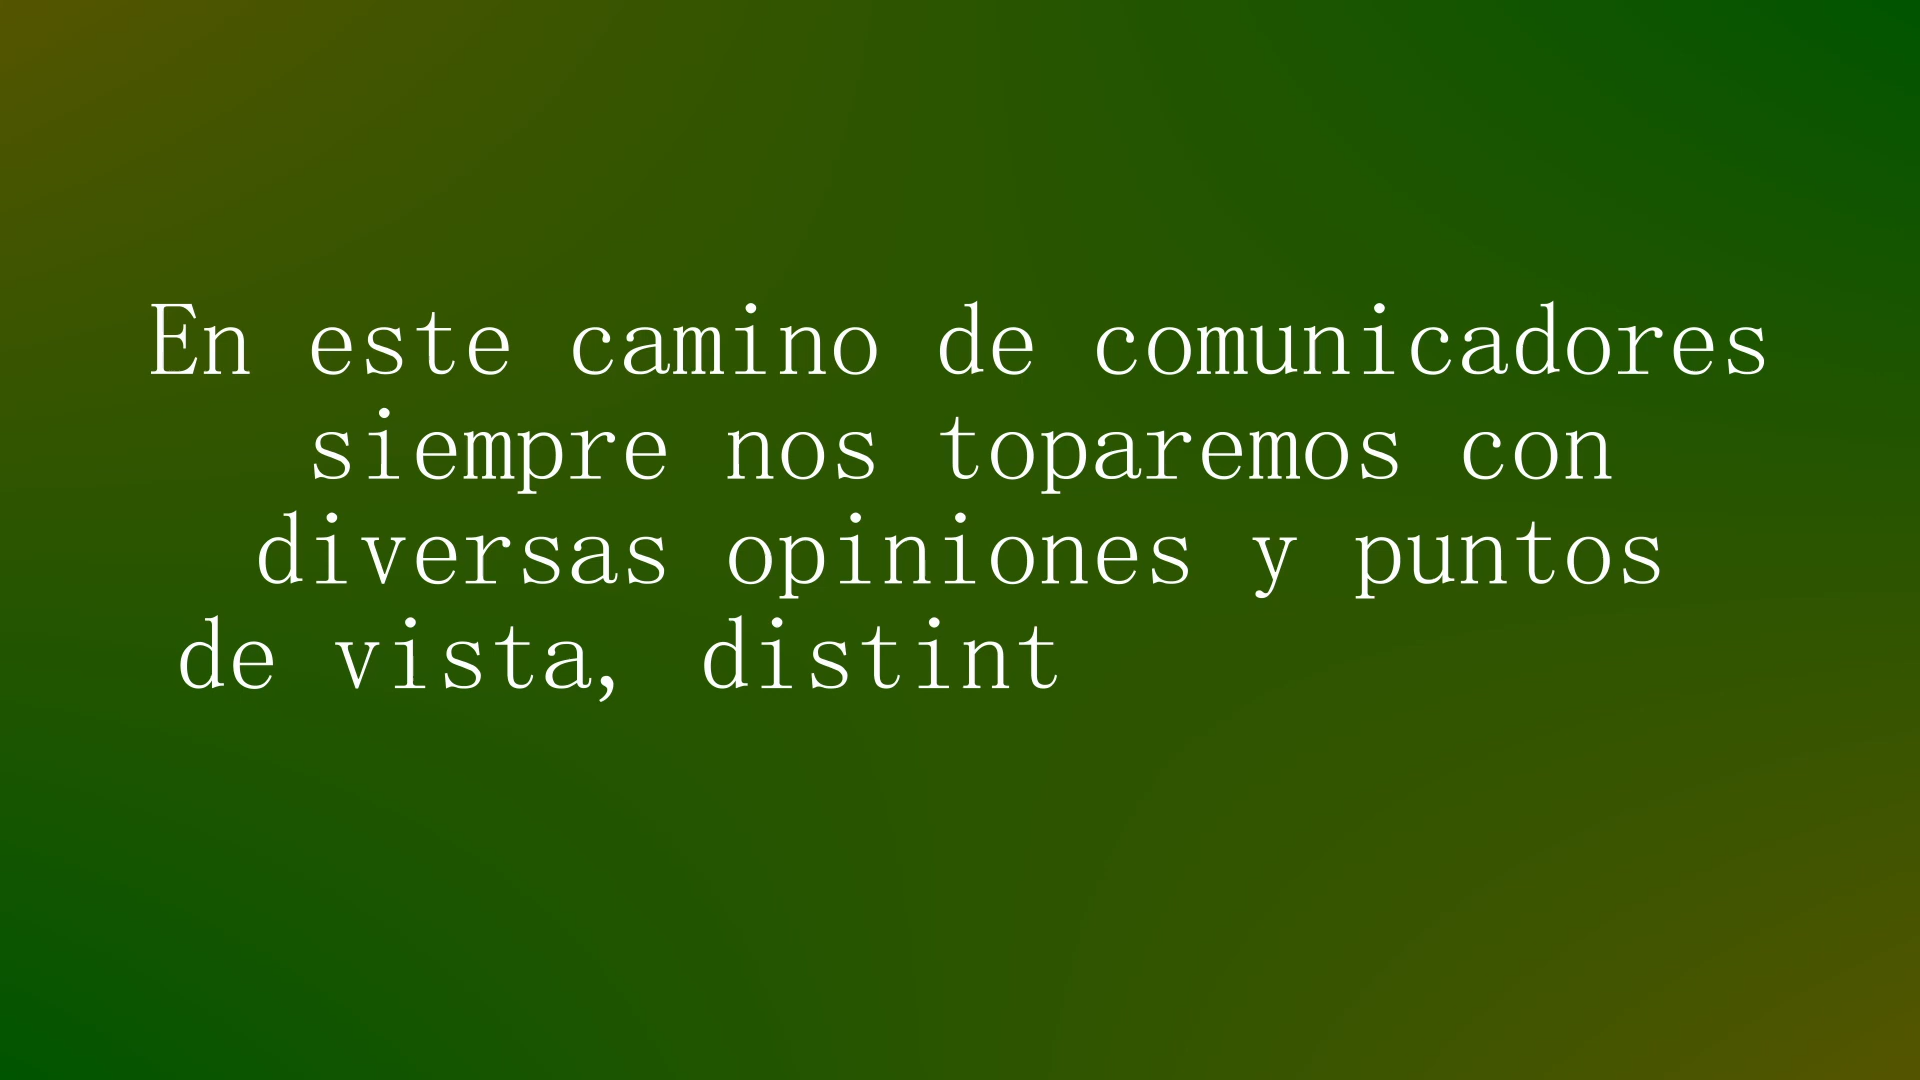 En este camino de comunicadores
siempre nos toparemos con
diversas opiniones y puntos
de vista, distint